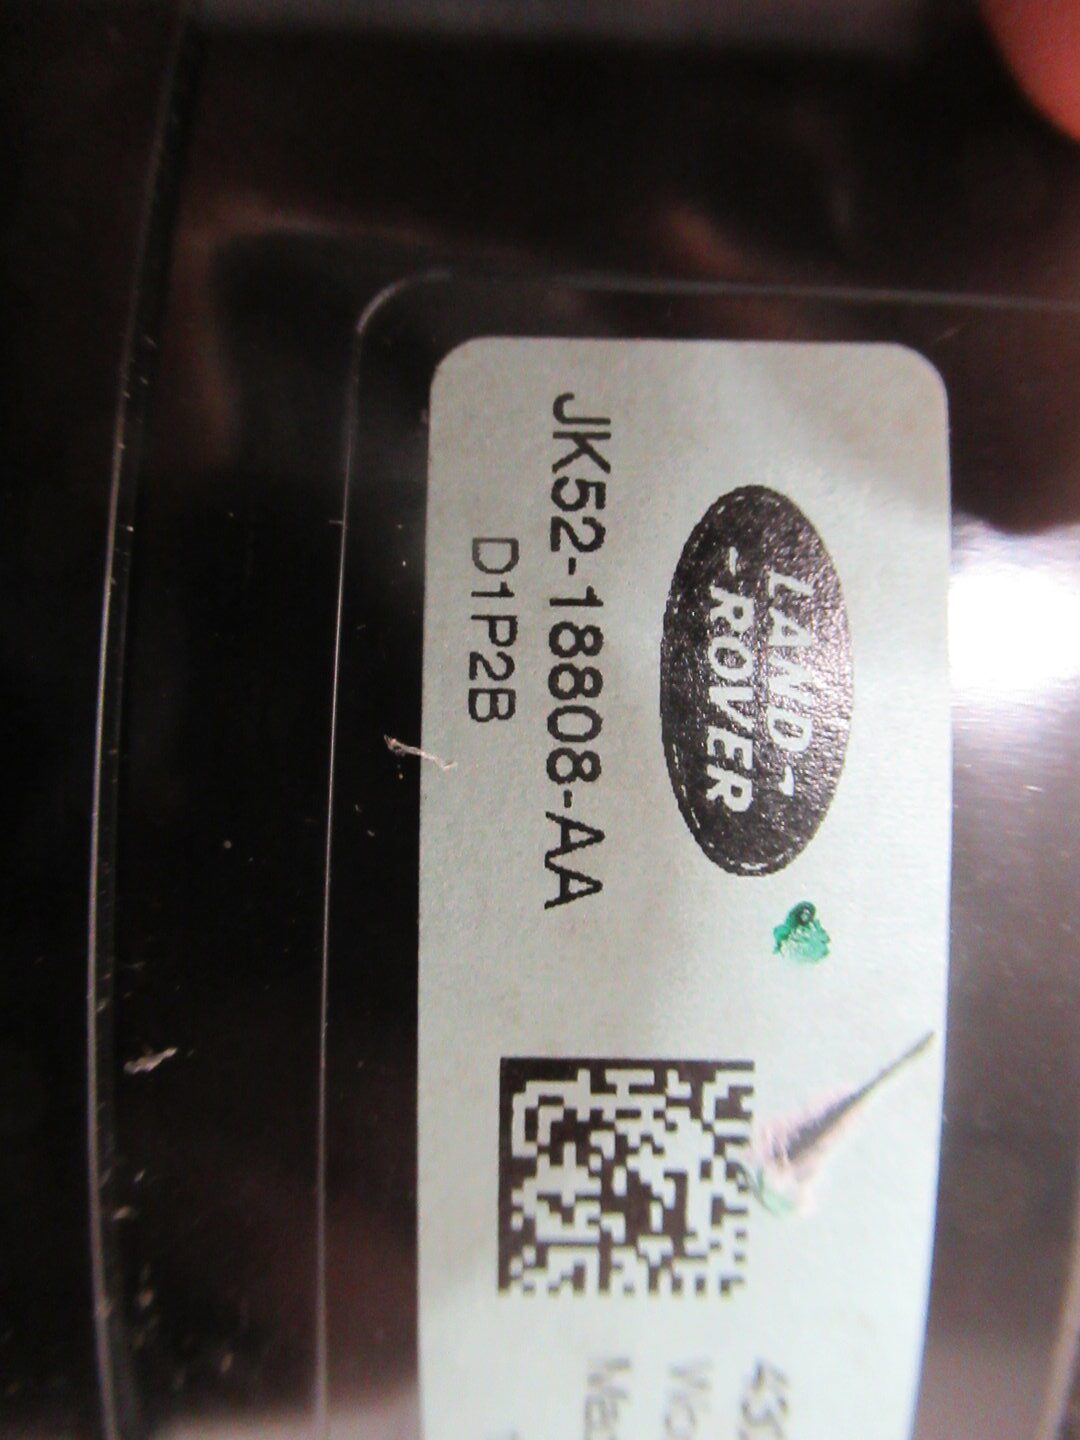 LAND
ROVER
JK52-18808-AA
D1P2B